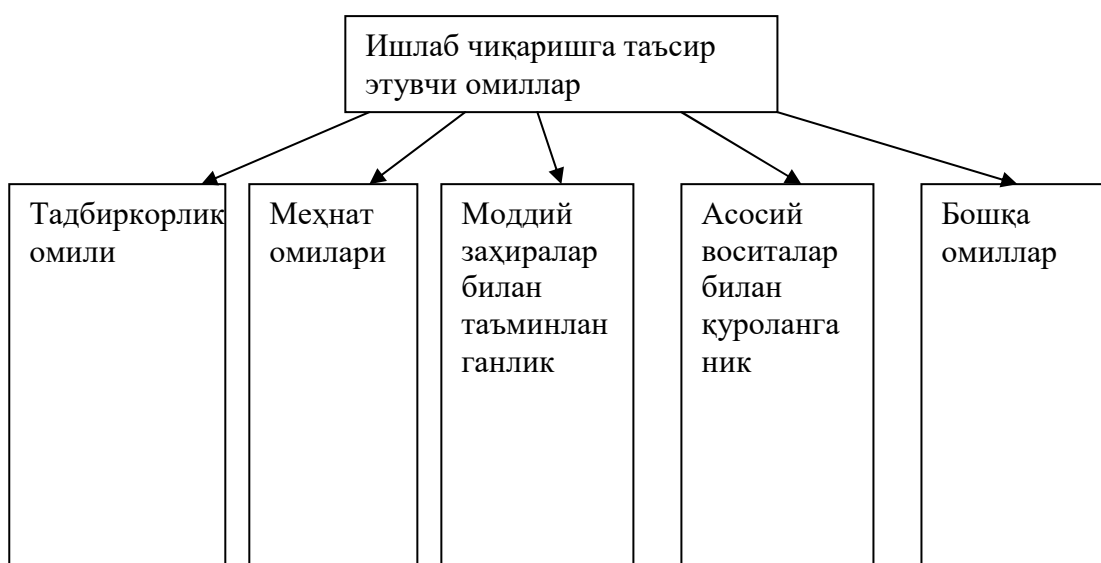 Ишлаб чиқаришга таъсир
этувчи омиллар
Тадбиркорлик
омили
Меҳнат
омилари
Моддий
заҳиралар
билан
таъминлан
ганлик
Асосий
воситалар
билан
қуроланга
ник
Бошқа
омиллар